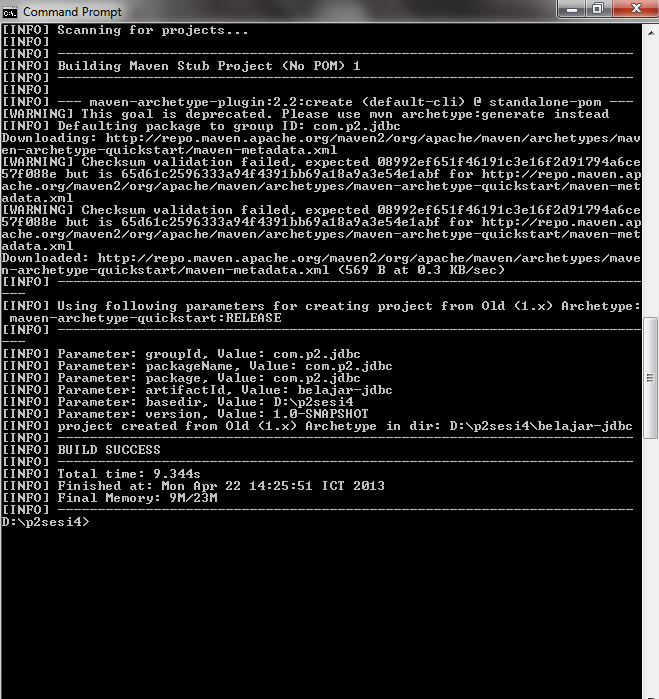 Command Prompt
[INFO] Scanning for projects...
[INFO]
[INFO] ------------------------------------------------------------------------
[INFO] Building Maven Stub Project (No POM) 1
[INFO] ------------------------------------------------------------------------
[INFO]
[INFO] --- maven-archetype-plugin:2.2:create (default-cli) @ standalone-pom ---
[WARNING] This goal is deprecated. Please use mvn archetype:generate instead
[INFO] Defaulting package to group ID: com.p2.jdbc
Downloading: http://repo.maven.apache.org/maven2/org/apache/maven/archetypes/mav
en-archetype-quickstart/maven-metadata.xml
[WARNING] Checksum validation failed, expected 08992ef651f46191c3e16f2d91794a6ce
57f088e but is 65d61c2596333a94f4391bb69a18a9a3e54e1abf for http://repo.maven.ap
ache.org/maven2/org/apache/maven/archetypes/maven-archetype-quickstart/maven-met
adata.xml
[WARNING] Checksum validation failed, expected 08992ef651f46191c3e16f2d91794a6ce
57f088e but is 65d61c2596333a94f4391bb69a18a9a3e54e1abf for http://repo.maven.ap
ache.org/maven2/org/apache/maven/archetypes/maven-archetype-quickstart/maven-met
adata.xml
Downloaded: http://repo.maven.apache.org/maven2/org/apache/maven/archetypes/mave
n-archetype-quickstart/maven-metadata.xml (569 B at 0.3 KB/sec)
[INFO] -------------------------------------------------------------------------
---
[INFO] Using following parameters for creating project from Old (1.x) Archetype:
 maven-archetype-quickstart:RELEASE
[INFO] -------------------------------------------------------------------------
---
[INFO] Parameter: groupId, Value: com.p2.jdbc
[INFO] Parameter: packageName, Value: com.p2.jdbc
[INFO] Parameter: package, Value: com.p2.jdbc
[INFO] Parameter: artifactId, Value: belajar-jdbc
[INFO] Parameter: basedir, Value: D:\p2sesi4
[INFO] Parameter: version, Value: 1.0-SNAPSHOT
[INFO] project created from Old (1.x) Archetype in dir: D:\p2sesi4\belajar-jdbc
[INFO] ------------------------------------------------------------------------
[INFO] BUILD SUCCESS
[INFO] ------------------------------------------------------------------------
[INFO] Total time: 9.344s
[INFO] Finished at: Mon Apr 22 14:25:51 ICT 2013
[INFO] Final Memory: 9M/23M
[INFO] ------------------------------------------------------------------------
D:\p2sesi4>